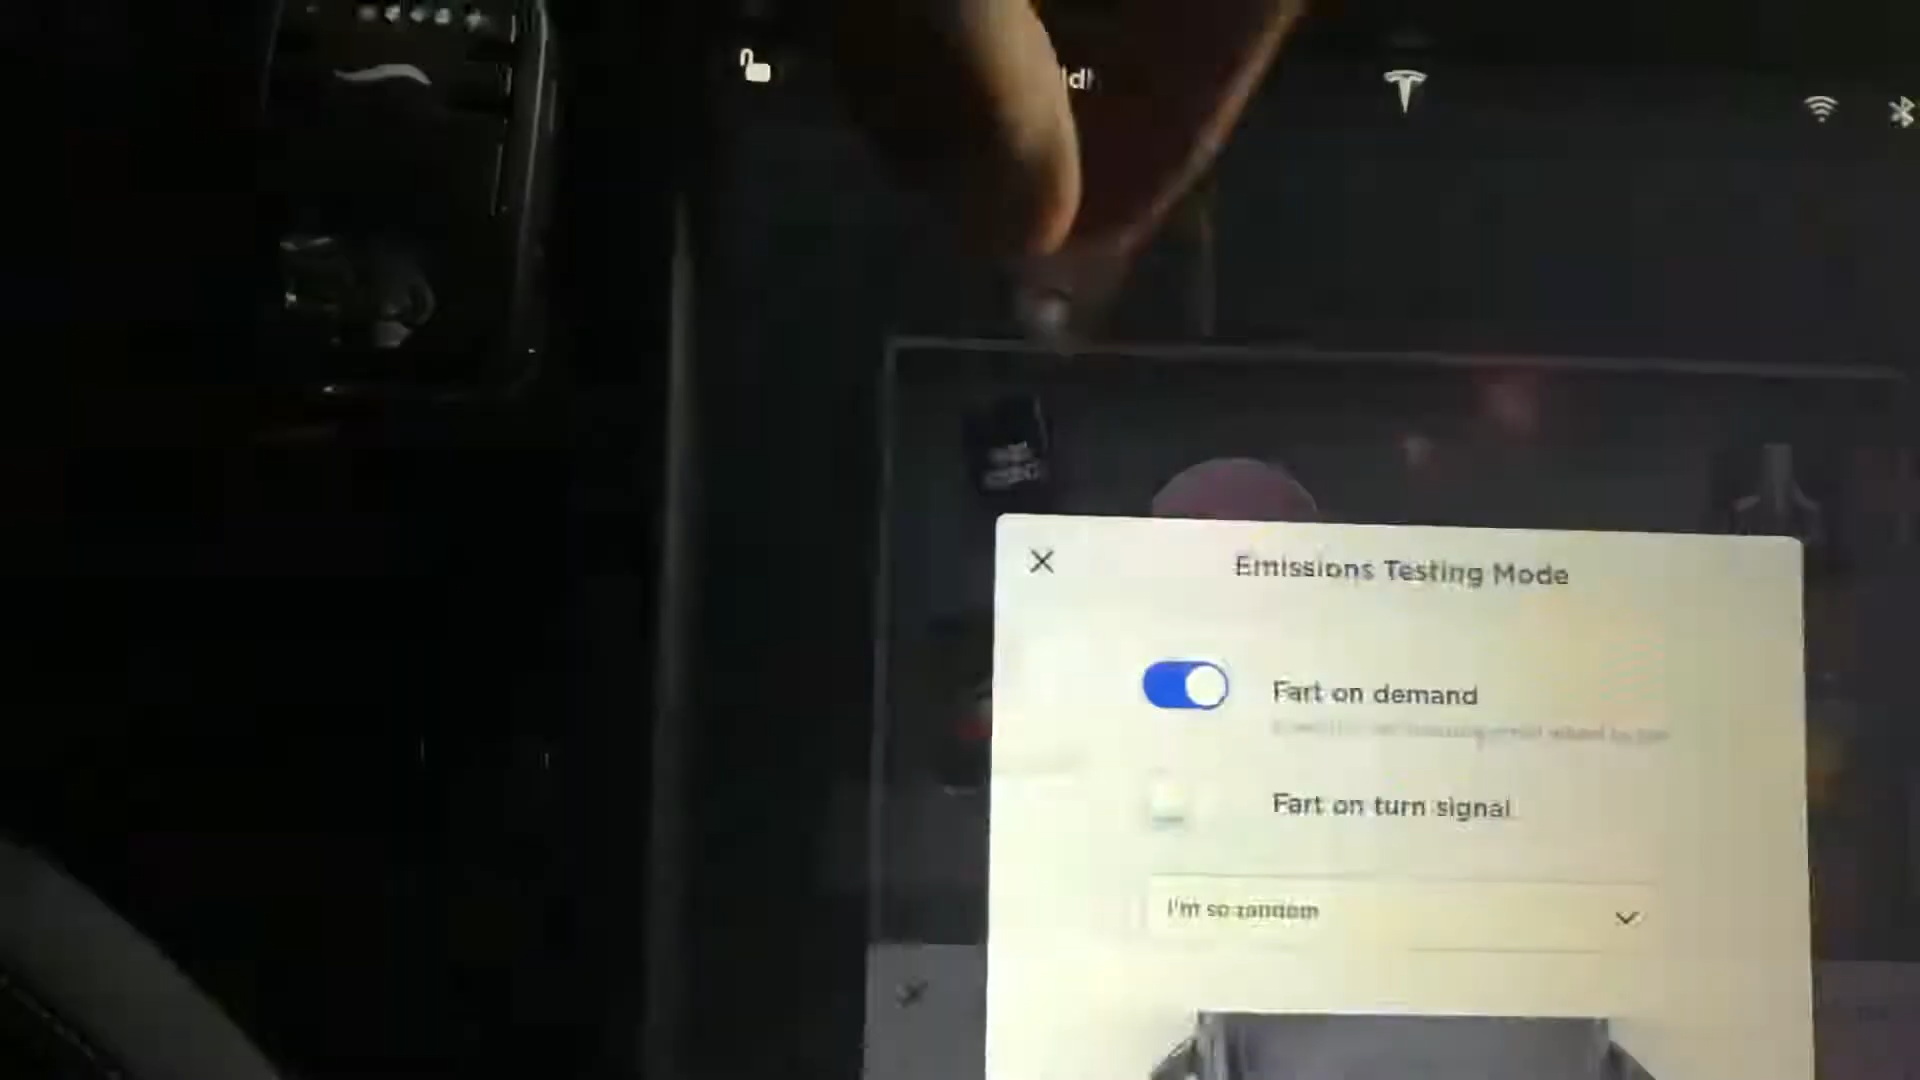 Emissions Testing Mode
Fart on demand
Fart on turn signal
I'm so random